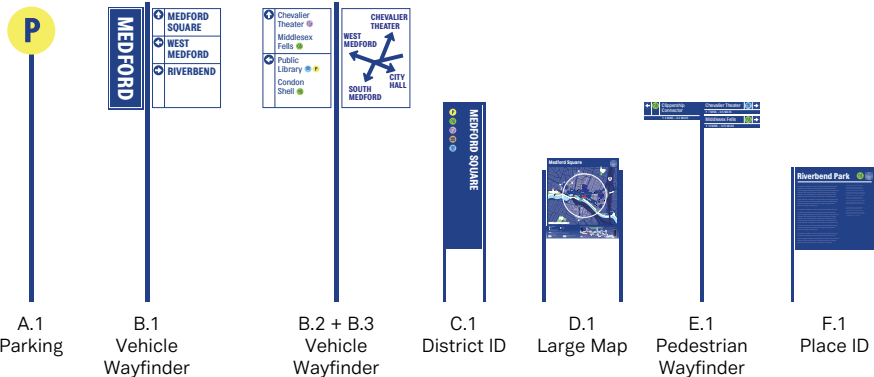 P
MEDFORD
MEDFORD
SQUARE
WEST
MEDFORD
RIVERBEND
Chevalier
Theater
Middlesex
Fells
Public
Library P
Condon
Shell
CHEVALIER
THEATER
WEST
MEDFORD
CITY
HALL
SOUTH
MEDFORD
P
MEDFORD SQUARE
Medford Square
Clippership
Connector
Chevalier Theater
Middlesex Fells
Riverbend Park
A.1
Parking
B.1
Vehicle
Wayfinder
B.2 + B.3
Vehicle
Wayfinder
C.1
District ID
D.1
Large Map
E.1
Pedestrian
Wayfinder
F.1
Place ID